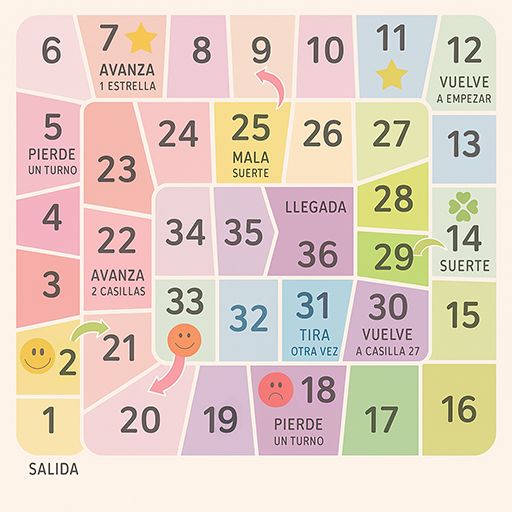 6
7
AVANZA
1 ESTRELLA
8
9
10
11
12
VUELVE
A EMPEZAR
5
PIERDE
UN TURNO
23
24
25
MALA
SUERTE
26
27
13
4
22
AVANZA
2 CASILLAS
34
35
LLEGADA
36
28
29
14
SUERTE
3
33
32
31
TIRA
OTRA VEZ
30
VUELVE
A CASILLA 27
15
2
21
1
20
19
18
PIERDE
UN TURNO
17
16
SALIDA